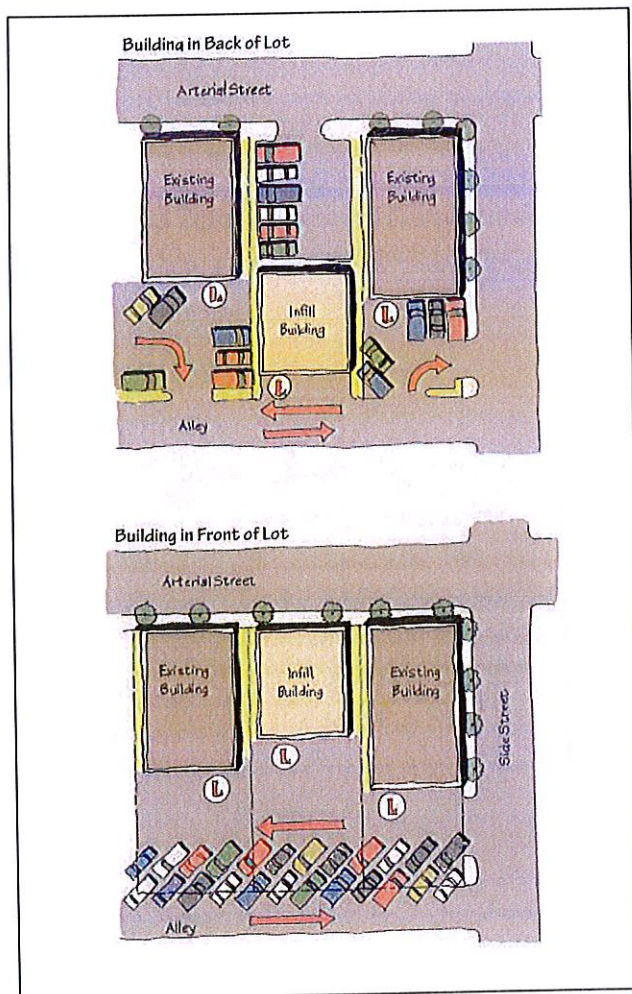 Building in Back of Lot
Arterial Street
Existing
Building
Existing
Building
L
L
Infill
Building
L
Alley
Building in Front of Lot
Arterial Street
Existing
Building
Infill
Building
Existing
Building
Side Street
L
L
L
Alley